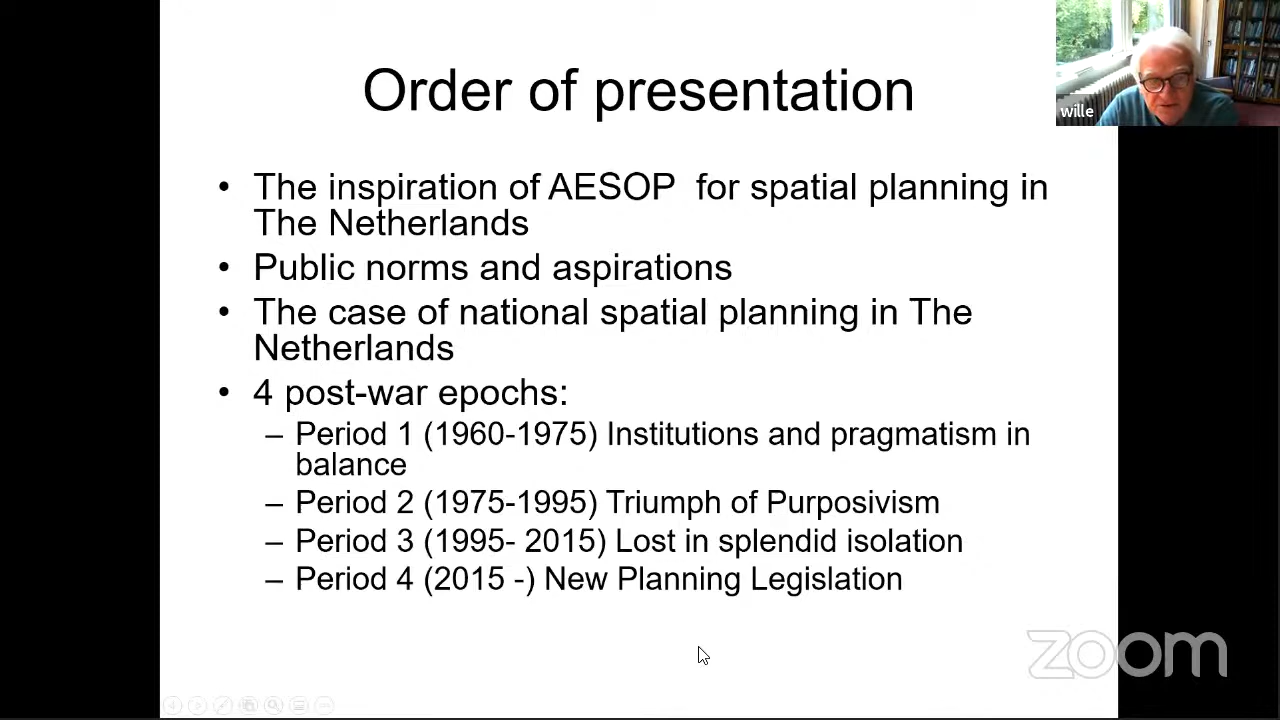 Order of presentation
wille
• The inspiration of AESOP for spatial planning in
The Netherlands
• Public norms and aspirations
• The case of national spatial planning in The
Netherlands
• 4 post-war epochs:
– Period 1 (1960-1975) Institutions and pragmatism in
balance
– Period 2 (1975-1995) Triumph of Purposivism
– Period 3 (1995- 2015) Lost in splendid isolation
– Period 4 (2015 -) New Planning Legislation
zoom